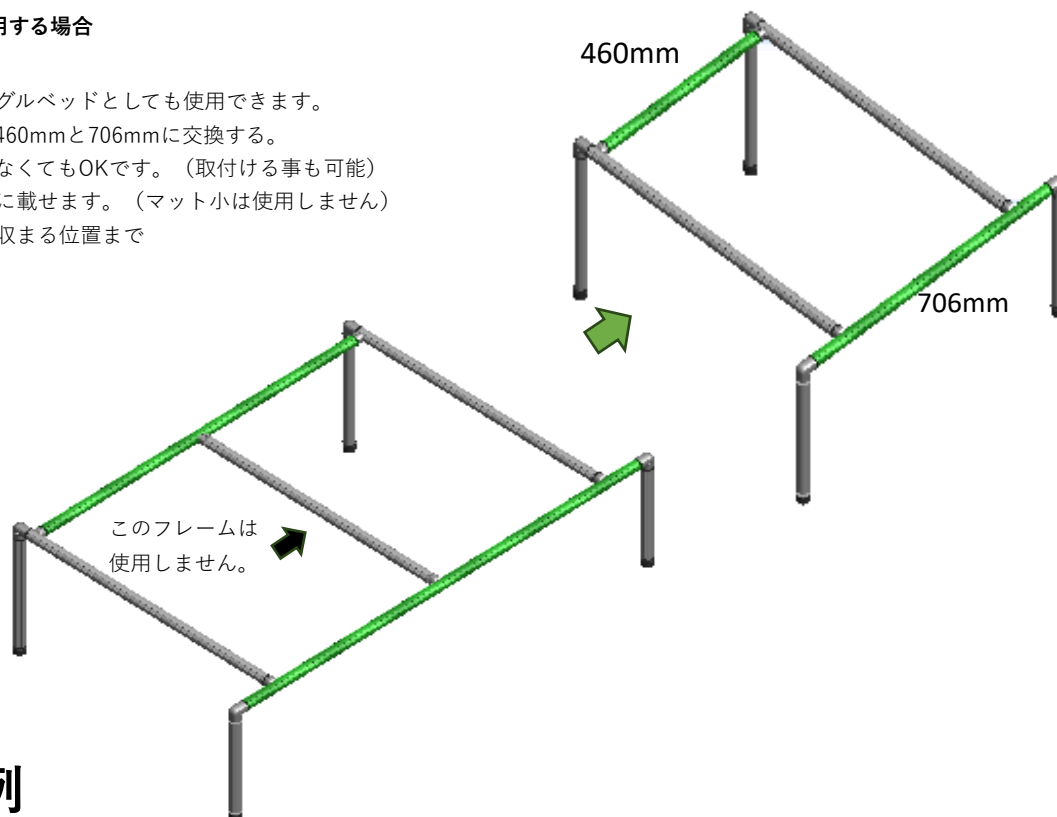 用する場合
グルベッドとしても使用できます。
460mmと706mmに交換する。
なくてもOKです。（取付ける事も可能）
に載せます。（マット小は使用しません）
収まる位置まで
460mm
706mm
このフレームは
使用しません。
例